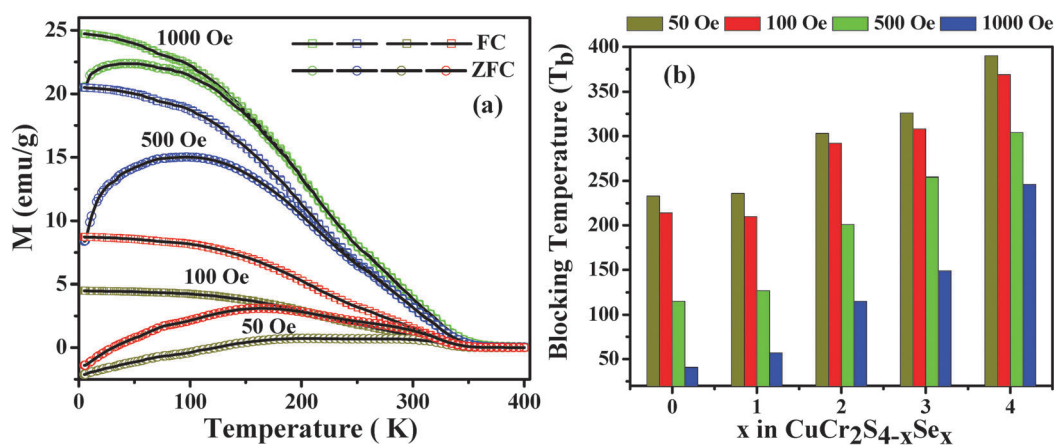 25
20
15
10
5
0
M (emu/g)
1000 Oe
500 Oe
100 Oe
50 Oe
FC
ZFC
(a)
0 100 200 300 400
Temperature ( K)
50 Oe 100 Oe 500 Oe 1000 Oe
400
350
300
250
200
150
100
50
Blocking Temperature (Tb)
(b)
0 1 2 3 4
x in CuCr2S4-xSex